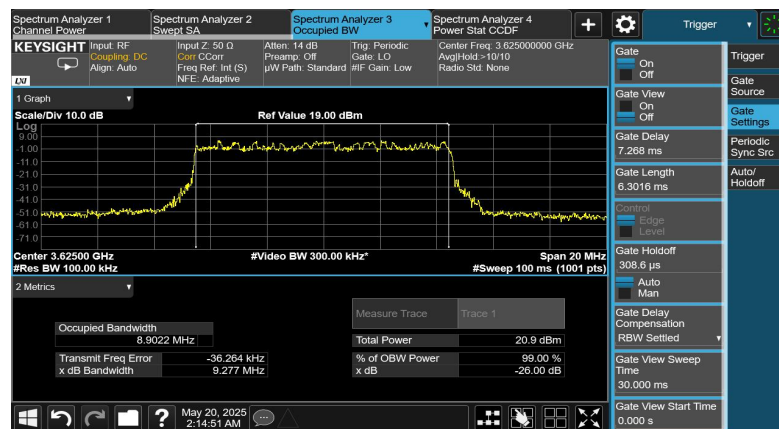 Spectrum Analyzer 1
Channel Power
Spectrum Analyzer 2
Swept SA
Spectrum Analyzer 3
Occupied BW
Spectrum Analyzer 4
Power Stat CCDF
+
Trigger
KEYSIGHT
LXI
Input: RF
Coupling: DC
Align: Auto
Input Z: 50 Ω
Corr CCorr
Freq Ref: Int (S)
NFE: Adaptive
Atten: 14 dB
Preamp: Off
µW Path: Standard
Trig: Periodic
Gate: LO
#IF Gain: Low
Center Freq: 3.625000000 GHz
Avg|Hold:>10/10
Radio Std: None
1 Graph
Scale/Div 10.0 dB
Ref Value 19.00 dBm
Log
9.00
-1.00
-11.0
-21.0
-31.0
-41.0
-51.0
-61.0
-71.0
Center 3.62500 GHz
#Video BW 300.00 kHz*
Span 20 MHz
#Res BW 100.00 kHz
#Sweep 100 ms (1001 pts)
2 Metrics
Measure Trace
Trace 1
Occupied Bandwidth
8.9022 MHz
Total Power
20.9 dBm
Transmit Freq Error
-36.264 kHz
% of OBW Power
99.00 %
x dB Bandwidth
9.277 MHz
x dB
-26.00 dB
?
May 20, 2025
2:14:51 AM
Gate
On
Off
Gate View
On
Off
Gate Delay
7.268 ms
Gate Length
6.3016 ms
Control
Edge
Level
Gate Holdoff
308.6 µs
Auto
Man
Gate Delay
Compensation
RBW Settled
Gate View Sweep
Time
30.000 ms
Gate View Start Time
0.000 s
Trigger
Gate
Source
Gate
Settings
Periodic
Sync Src
Auto/
Holdoff